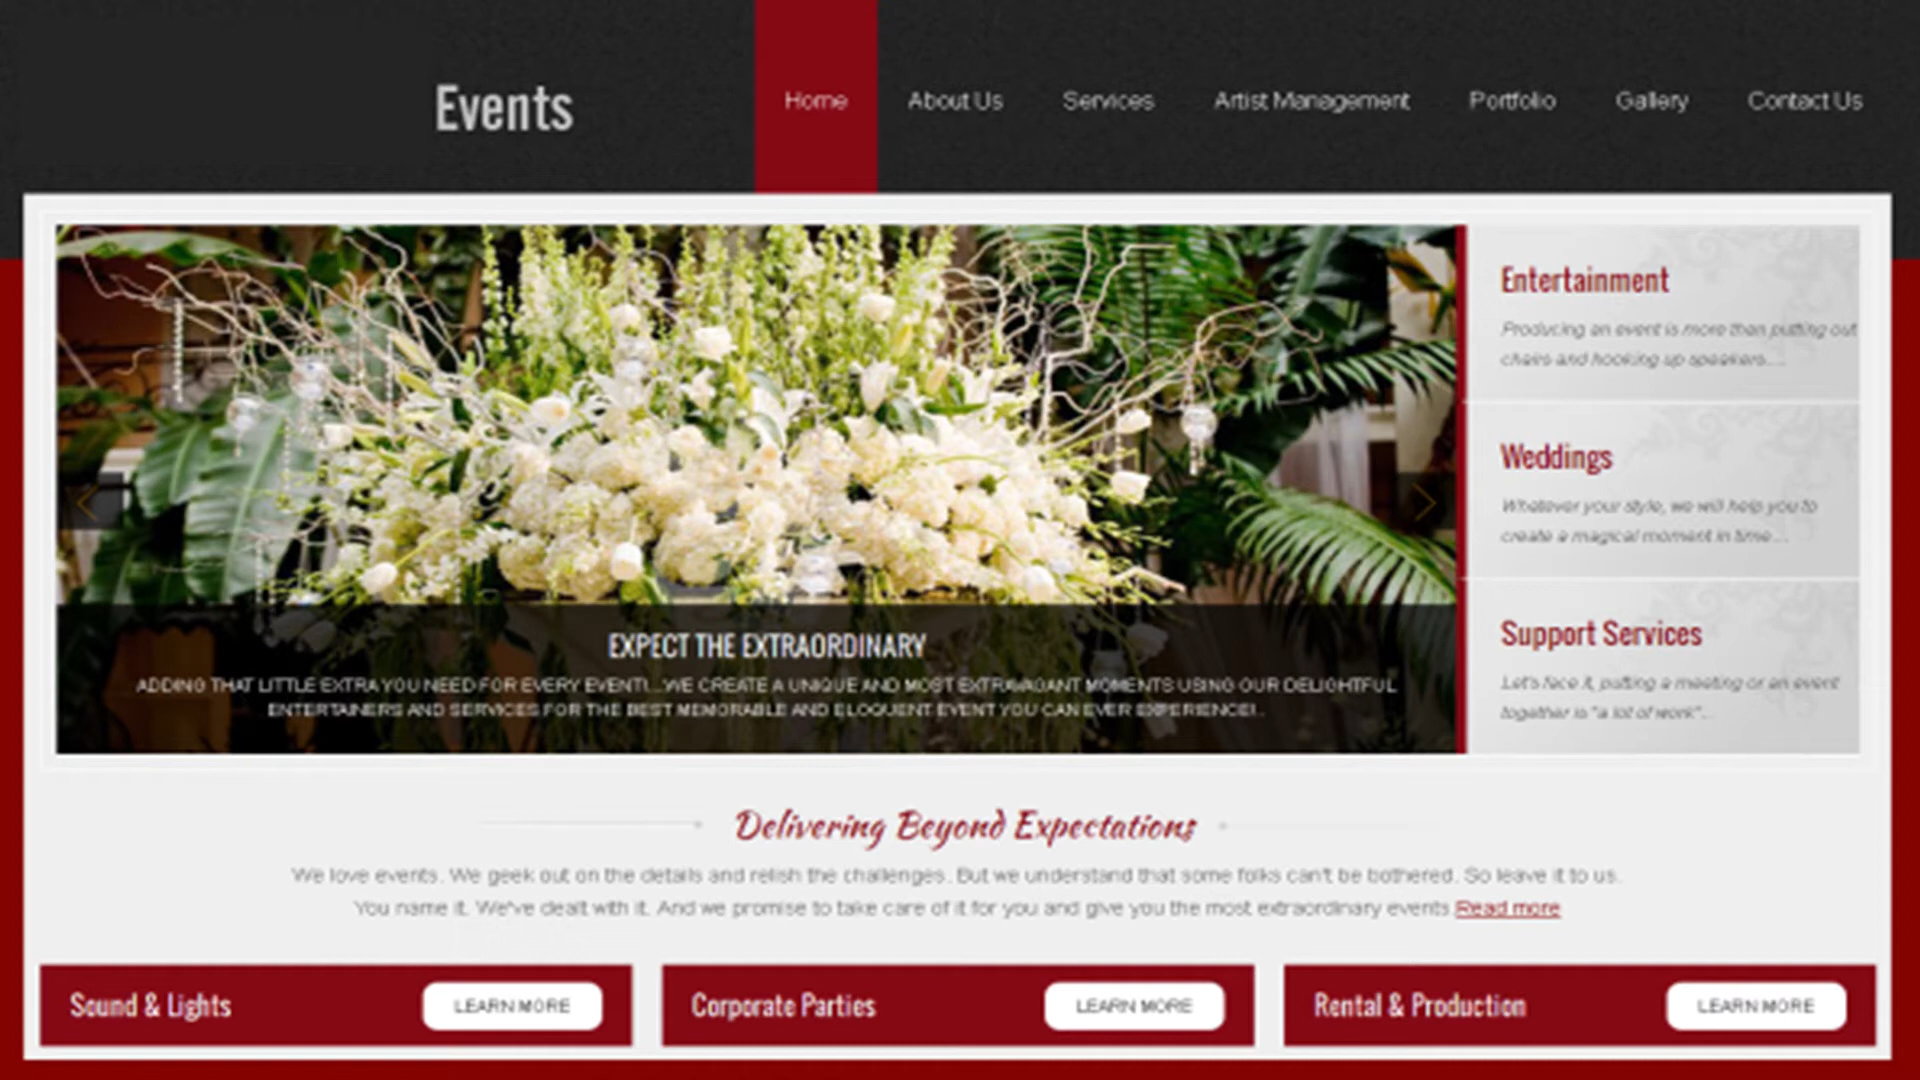 Events
Home
About Us
Services
Artist Management
Portfolio
Gallery
Contact Us
Entertainment
Producing an event is more than putting out
chairs and hooking up speakers....
Weddings
Whatever your style, we will help you to
create a magical moment in time....
Support Services
Let's face it, putting a meeting or an event
together is "a lot of work"...
EXPECT THE EXTRAORDINARY
ADDING THAT LITTLE EXTRA YOU NEED FOR EVERY EVENT!...WE CREATE A UNIQUE AND MOST EXTRAVAGANT MOMENTS USING OUR DELIGHTFUL
ENTERTAINERS AND SERVICES FOR THE BEST MEMORABLE AND ELOQUENT EVENT YOU CAN EVER EXPERIENCE!..
Delivering Beyond Expectations
We love events. We geek out on the details and relish the challenges. But we understand that some folks can't be bothered. So leave it to us.
You name it. We've dealt with it. And we promise to take care of it for you and give you the most extraordinary events Read more
Sound & Lights
LEARN MORE
Corporate Parties
LEARN MORE
Rental & Production
LEARN MORE